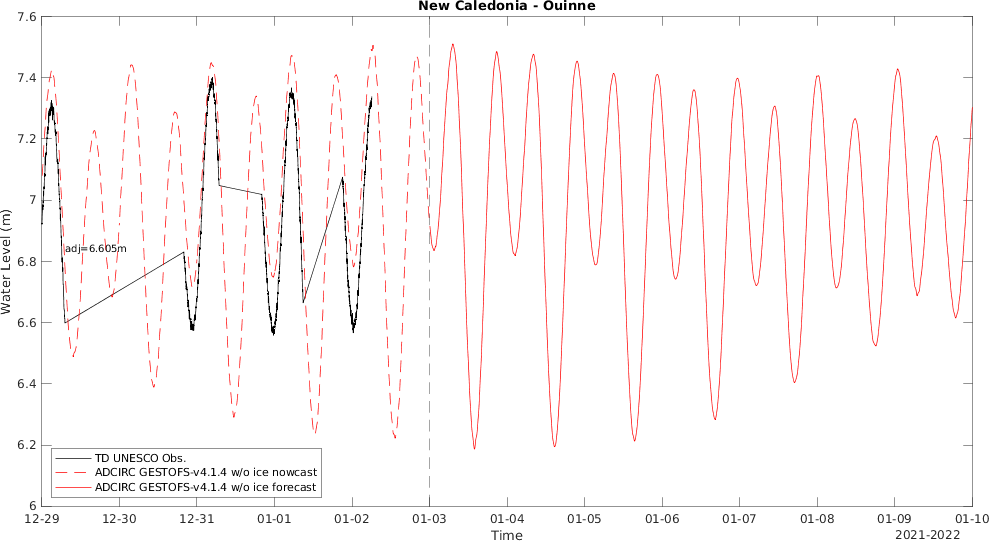 New Caledonia - Ouinne
7.6
7.4
7.2
7
6.8
6.6
6.4
6.2
6
Water Level (m)
adj=6.605m
TD UNESCO Obs.
ADCIRC GESTOFS-v4.1.4 w/o ice nowcast
ADCIRC GESTOFS-v4.1.4 w/o ice forecast
12-29 12-30 12-31 01-01 01-02 01-03 01-04 01-05 01-06 01-07 01-08 01-09 01-10
Time
2021-2022